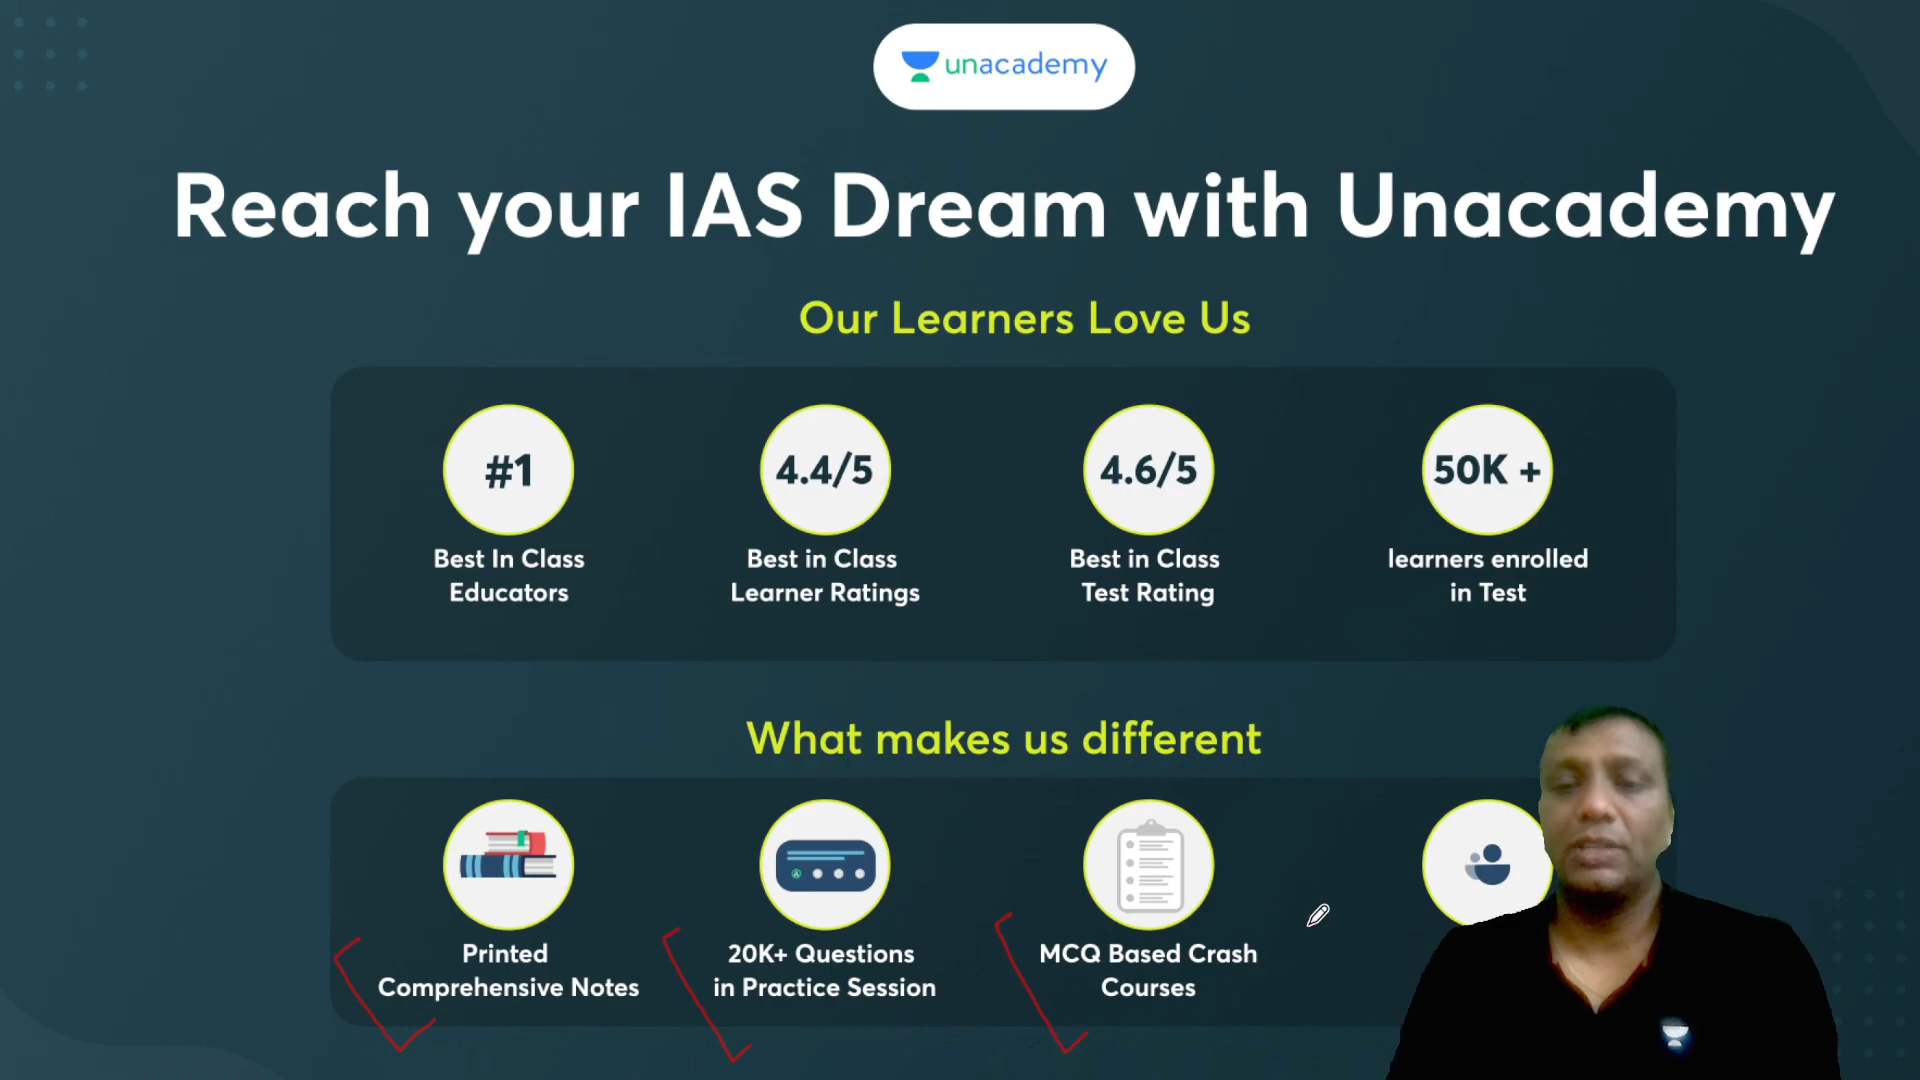 unacademy
Reach your IAS Dream with Unacademy
Our Learners Love Us
#1
4.4/5
4.6/5
50K +
Best In Class
Educators
Best in Class
Learner Ratings
Best in Class
Test Rating
learners enrolled
in Test
What makes us different
Printed
Comprehensive Notes
20K+ Questions
in Practice Session
MCQ Based Crash
Courses